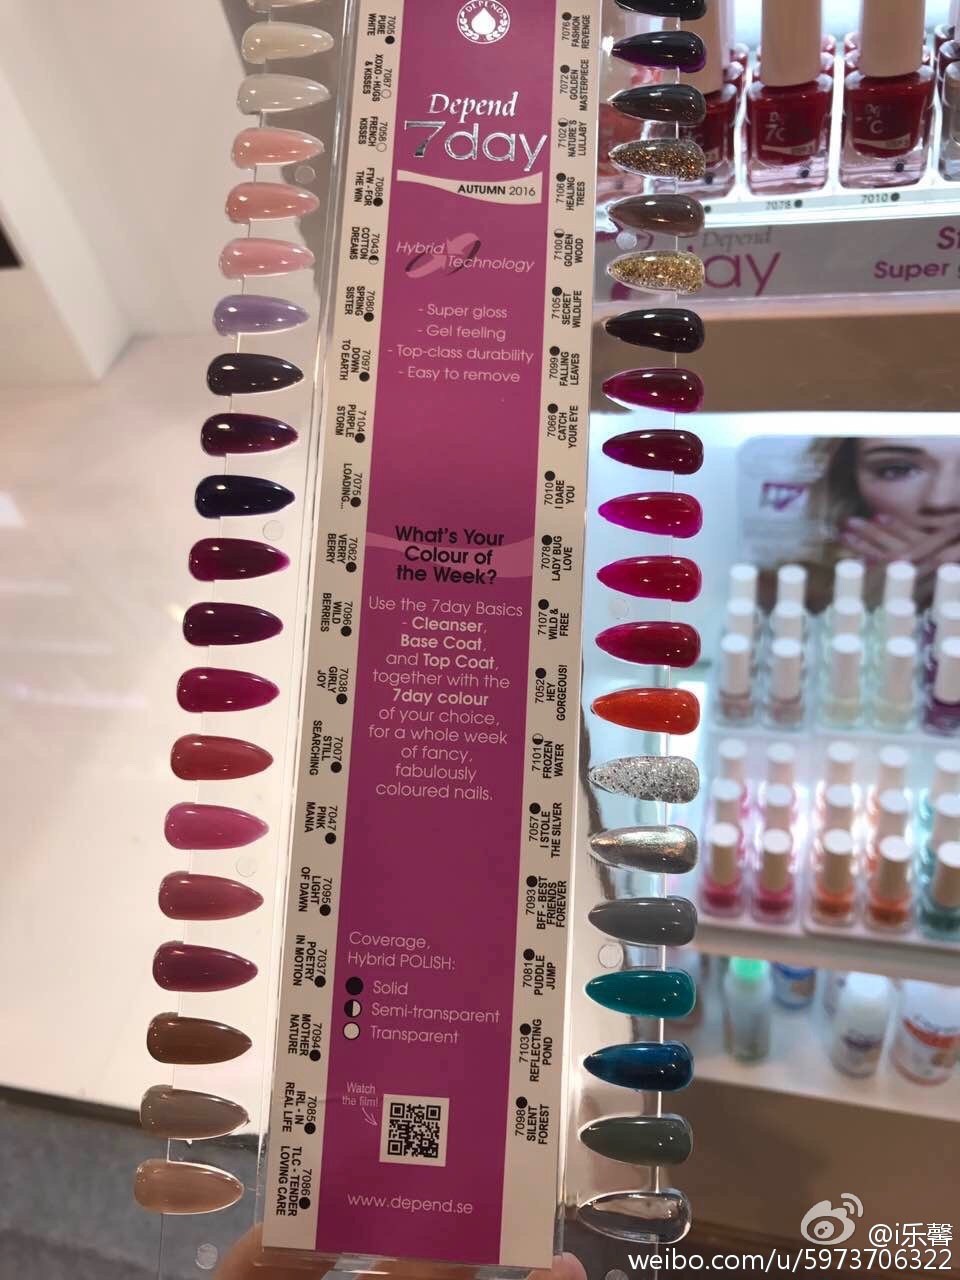 DEPEND
Depend
7day
AUTUMN 2016
Hybrid
Technology
- Super gloss
- Gel feeling
- Top-class durability
- Easy to remove
What's Your
Colour of
the Week?
Use the 7day Basics
- Cleanser,
Base Coat,
and Top Coat,
together with the
7day colour
of your choice,
for a whole week
of fancy,
fabulously
coloured nails.
Coverage,
Hybrid POLISH:
Solid
Semi-transparent
Transparent
Watch
the film!
www.depend.se
7005
PURE
WHITE
7087
XOXO - HUGS
& KISSES
7058
FRENCH
KISSES
7088
FTW - FOR
THE WIN
7043
COTTON
DREAMS
7080
SPRING
SISTER
7097
DOWN
TO EARTH
7104
PURPLE
STORM
7075
LOADING...
7062
VERRY
BERRY
7096
WILD
BERRIES
7038
GIRLY
JOY
7007
STILL
SEARCHING
7047
PINK
MANIA
7095
LIGHT
OF DAWN
7037
POETRY
IN MOTION
7094
MOTHER
NATURE
7085
IRL - IN
REAL LIFE
7086
TLC - TENDER
LOVING CARE
7076
FASHION
REVENGE
7072
GOLDEN
MASTERPIECE
7102
NATURE'S
LULLABY
7106
HEALING
TREES
7100
GOLDEN
WOOD
7105
SECRET
WILDLIFE
7099
FALLING
LEAVES
7066
CATCH
YOUR EYE
7010
I DARE
YOU
7078
LADY BUG
LOVE
7107
WILD &
FREE
7052
HEY
GORGEOUS!
7101
FROZEN
WATER
7057
I STOLE
THE SILVER
7093
BFF - BEST
FRIENDS
FOREVER
7081
PUDDLE
JUMP
7103
REFLECTING
POND
7098
SILENT
FOREST
7078
7010
Depend
ay
Super
@i乐馨
weibo.com/u/5973706322